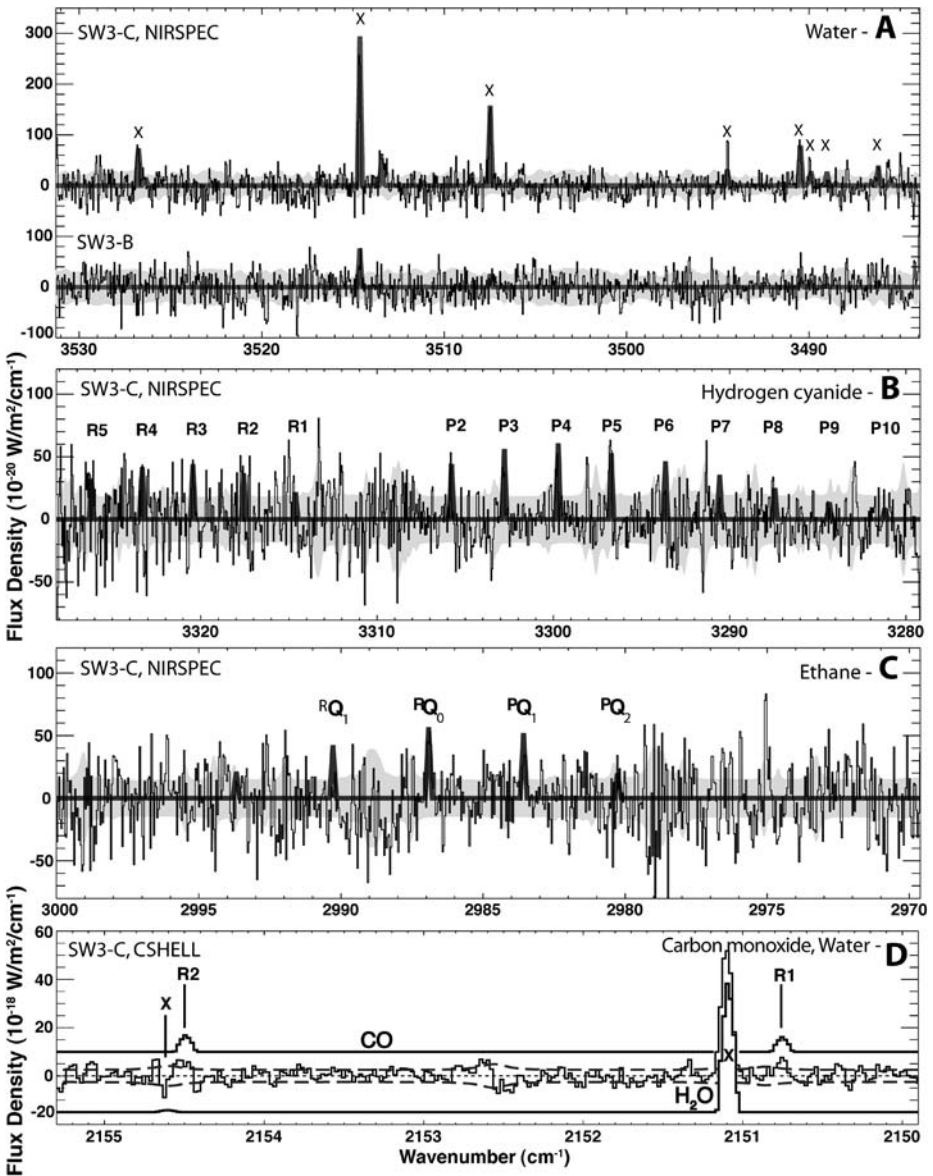 SW3-C, NIRSPEC
Water - A
X
X
X
X
X
X
X
X
300
200
100
0
SW3-B
100
0
-100
3530
3520
3510
3500
3490
SW3-C, NIRSPEC
Hydrogen cyanide - B
R5
R4
R3
R2
R1
P2
P3
P4
P5
P6
P7
P8
P9
P10
100
50
0
-50
3320
3310
3300
3290
3280
Flux Density (10⁻²⁰ W/m²/cm⁻¹)
SW3-C, NIRSPEC
Ethane - C
ᴿQ₁
ᴿQ₀
ᴾQ₁
ᴾQ₂
100
50
0
-50
3000
2995
2990
2985
2980
2975
2970
SW3-C, CSHELL
Carbon monoxide, Water - D
R2
R1
X
X
CO
H₂O
60
40
20
0
-20
2155
2154
2153
2152
2151
2150
Flux Density (10⁻¹⁸ W/m²/cm⁻¹)
Wavenumber (cm⁻¹)